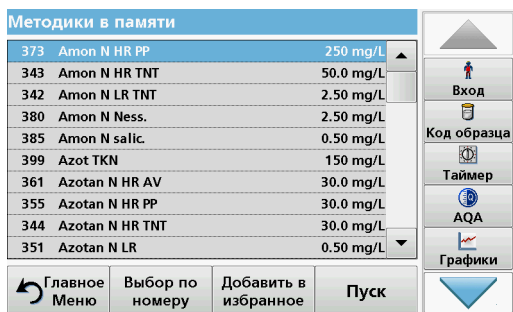 Методики в памяти
373 Amon N HR PP 250 mg/L
343 Amon N HR TNT 50.0 mg/L
342 Amon N LR TNT 2.50 mg/L
380 Amon N Ness. 2.50 mg/L
385 Amon N salic. 0.50 mg/L
399 Azot TKN 150 mg/L
361 Azotan N HR AV 30.0 mg/L
355 Azotan N HR PP 30.0 mg/L
344 Azotan N HR TNT 30.0 mg/L
351 Azotan N LR 0.50 mg/L
Вход
Код образца
Таймер
AQA
Графики
Главное
Меню
Выбор по
номеру
Добавить в
избранное
Пуск